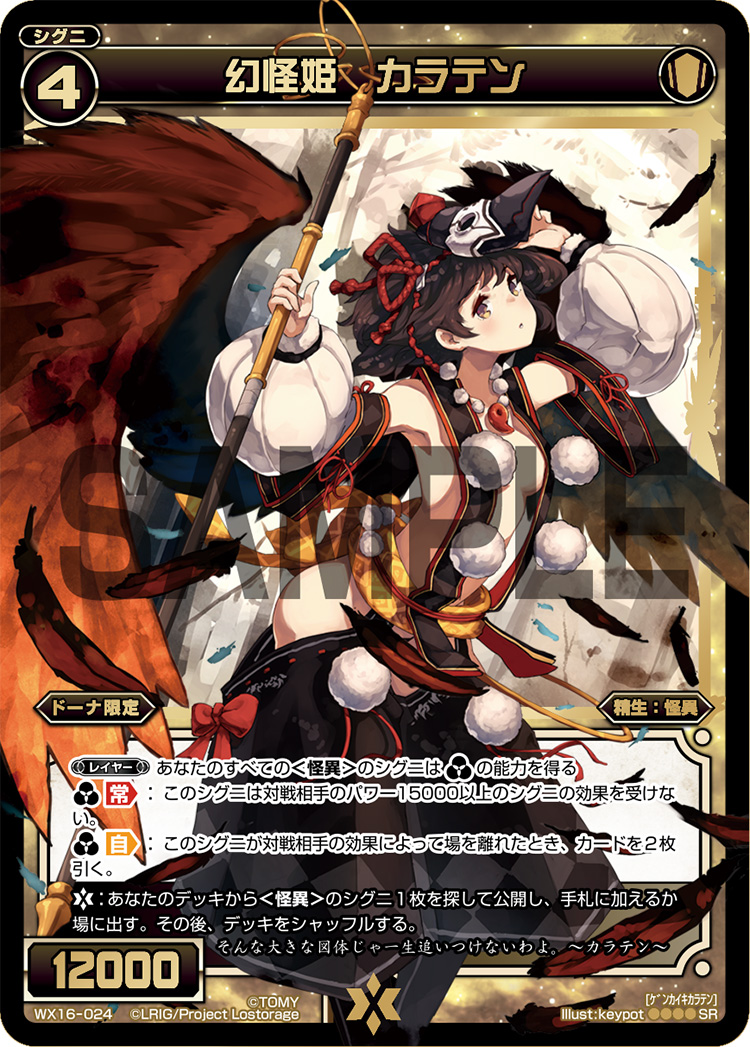 シグニ
4
幻怪姫 カラテン
SAMPLE
ドーナ限定
精生：怪異
レイヤー あなたのすべての<怪異>のシグニはの能力を得る
常：このシグニは対戦相手のパワー15000以上のシグニの効果を受けな
い。
自：このシグニが対戦相手の効果によって場を離れたとき、カードを２枚
引く。
：あなたのデッキから<怪異>のシグニ１枚を探して公開し、手札に加えるか
場に出す。その後、デッキをシャッフルする。
そんな大きな図体じゃ一生追いつけないわよ。～カラテン～
12000
WX16-024 ©LRIG/Project Lostorage
©TOMY
[ｹﾞﾝｶｲｷｶﾗﾃﾝ]
Illust:keypot SR